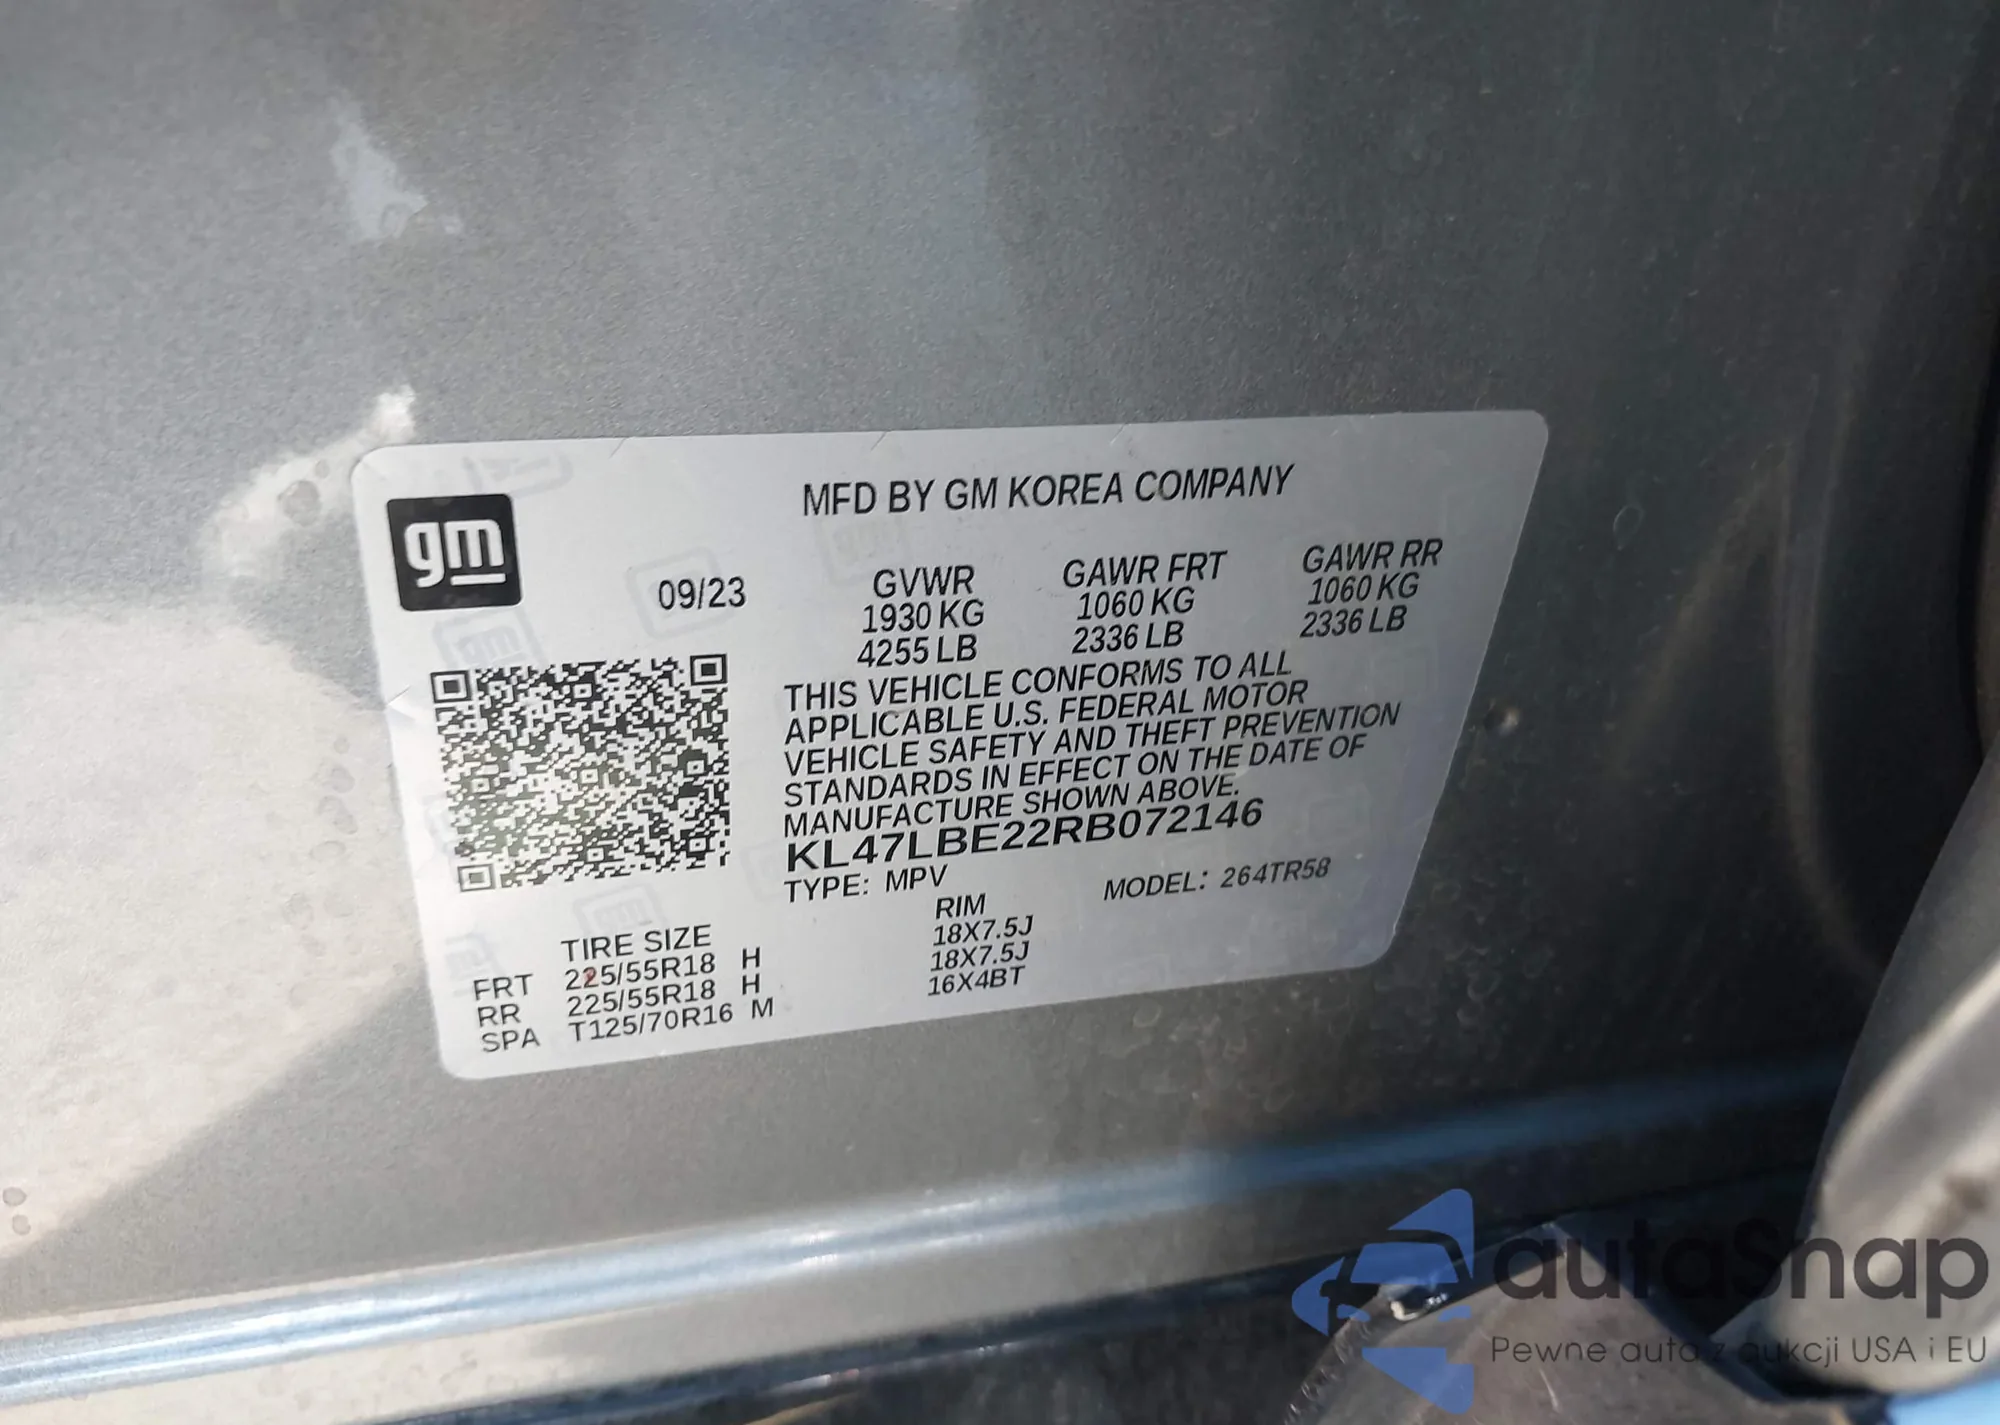 gm
MFD BY GM KOREA COMPANY
09/23 GVWR GAWR FRT GAWR RR
1930 KG 1060 KG 1060 KG
4255 LB 2336 LB 2336 LB
THIS VEHICLE CONFORMS TO ALL
APPLICABLE U.S. FEDERAL MOTOR
VEHICLE SAFETY AND THEFT PREVENTION
STANDARDS IN EFFECT ON THE DATE OF
MANUFACTURE SHOWN ABOVE.
KL47LBE22RB072146
TYPE: MPV MODEL: 264TR58
TIRE SIZE RIM
FRT 225/55R18 H 18X7.5J
RR 225/55R18 H 18X7.5J
SPA T125/70R16 M 16X4BT
autaSnap
Pewne auta z aukcji USA i EU